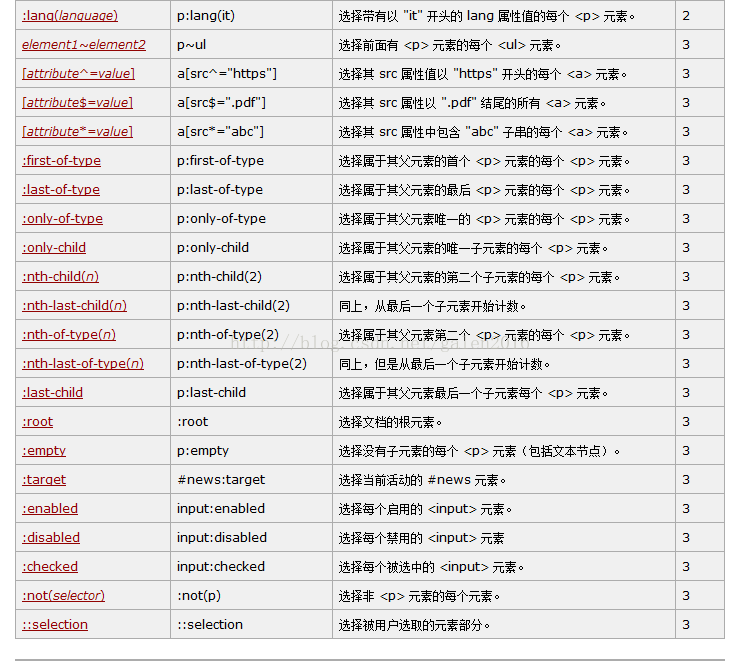 :lang(language) p:lang(it) 选择带有以 "it" 开头的 lang 属性值的每个 <p> 元素。 2
element1~element2 p~ul 选择前面有 <p> 元素的每个 <ul> 元素。 3
[attribute^=value] a[src^="https"] 选择其 src 属性值以 "https" 开头的每个 <a> 元素。 3
[attribute$=value] a[src$=".pdf"] 选择其 src 属性以 ".pdf" 结尾的所有 <a> 元素。 3
[attribute*=value] a[src*="abc"] 选择其 src 属性中包含 "abc" 子串的每个 <a> 元素。 3
:first-of-type p:first-of-type 选择属于其父元素的首个 <p> 元素的每个 <p> 元素。 3
:last-of-type p:last-of-type 选择属于其父元素的最后 <p> 元素的每个 <p> 元素。 3
:only-of-type p:only-of-type 选择属于其父元素唯一的 <p> 元素的每个 <p> 元素。 3
:only-child p:only-child 选择属于其父元素的唯一子元素的每个 <p> 元素。 3
:nth-child(n) p:nth-child(2) 选择属于其父元素的第二个子元素的每个 <p> 元素。 3
:nth-last-child(n) p:nth-last-child(2) 同上，从最后一个子元素开始计数。 3
:nth-of-type(n) p:nth-of-type(2) 选择属于其父元素第二个 <p> 元素的每个 <p> 元素。 3
:nth-last-of-type(n) p:nth-last-of-type(2) 同上，但是从最后一个子元素开始计数。 3
:last-child p:last-child 选择属于其父元素最后一个子元素每个 <p> 元素。 3
:root :root 选择文档的根元素。 3
:empty p:empty 选择没有子元素的每个 <p> 元素（包括文本节点）。 3
:target #news:target 选择当前活动的 #news 元素。 3
:enabled input:enabled 选择每个启用的 <input> 元素。 3
:disabled input:disabled 选择每个禁用的 <input> 元素 3
:checked input:checked 选择每个被选中的 <input> 元素。 3
:not(selector) :not(p) 选择非 <p> 元素的每个元素。 3
::selection ::selection 选择被用户选取的元素部分。 3